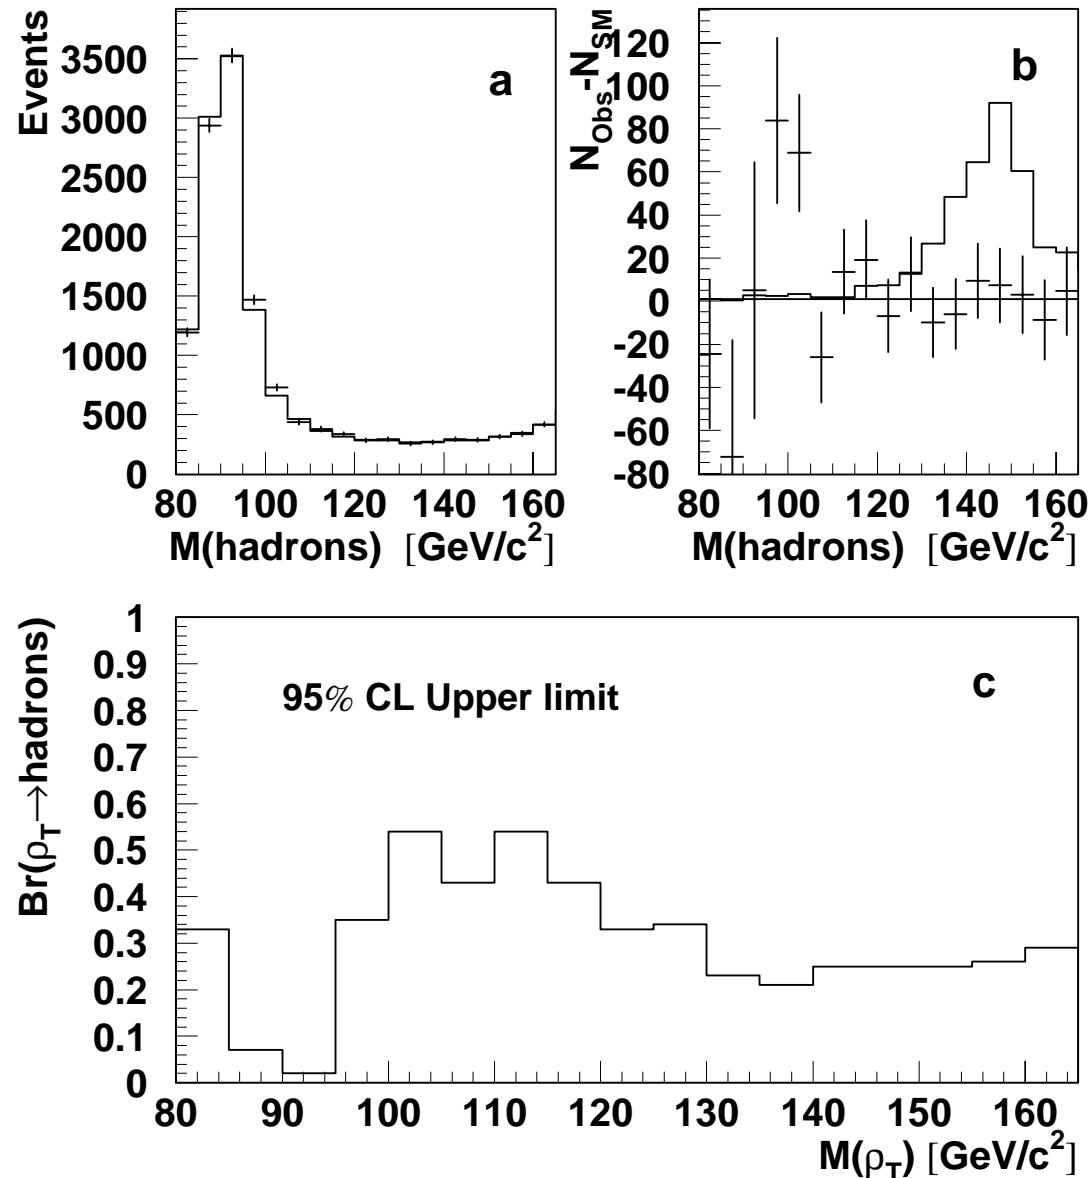 Events
3500
3000
2500
2000
1500
1000
500
0
a
80 100 120 140 160
M(hadrons) [GeV/c²]
N_Obs-N_SM
120
100
80
60
40
20
0
-20
-40
-60
-80
b
80 100 120 140 160
M(hadrons) [GeV/c²]
Br(ρ_T→hadrons)
1
0.9
0.8
0.7
0.6
0.5
0.4
0.3
0.2
0.1
0
95% CL Upper limit
c
80 90 100 110 120 130 140 150 160
M(ρ_T) [GeV/c²]